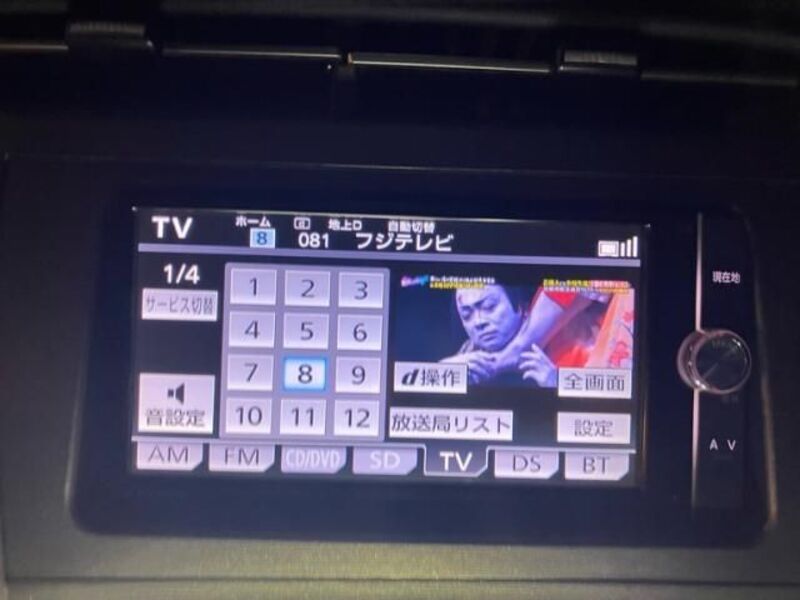 TV
ホーム 地上D 自動切替
8 081 フジテレビ
1/4
サービス切替
1 2 3
4 5 6
7 8 9
10 11 12
音設定
d操作
全画面
放送局リスト
設定
AM FM CD/DVD SD TV DS BT
現在地
A V